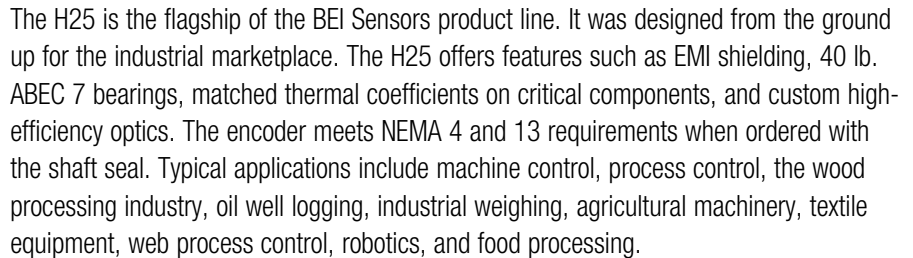 The H25 is the flagship of the BEI Sensors product line. It was designed from the ground
up for the industrial marketplace. The H25 offers features such as EMI shielding, 40 lb.
ABEC 7 bearings, matched thermal coefficients on critical components, and custom high-
efficiency optics. The encoder meets NEMA 4 and 13 requirements when ordered with
the shaft seal. Typical applications include machine control, process control, the wood
processing industry, oil well logging, industrial weighing, agricultural machinery, textile
equipment, web process control, robotics, and food processing.